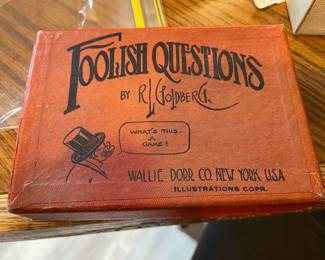 FOOLISH QUESTIONS
BY R.L. GOLDBERG.
WHAT'S THIS-
A
GAME?
WALLIE DORR CO. NEW YORK U.S.A
ILLUSTRATIONS COPR.